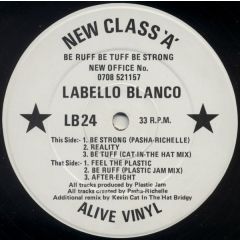 NEW CLASS 'A'
BE RUFF BE TUFF BE STRONG
NEW OFFICE No.
0708 521157
LABELLO BLANCO
LB24 33 R.P.M.
This Side:- 1. BE STRONG (PASHA-RICHELLE)
2. REALITY
3. BE TUFF (CAT-IN-THE HAT MIX)
That Side:- 1. FEEL THE PLASTIC
2. BE RUFF (PLASTIC JAM MIX)
3. AFTER-EIGHT
All tracks produced by Plastic Jam
All tracks created by Pasha-Richelle
Additional remix by Kevin Cat In The Hat Bridgy
ALIVE VINYL